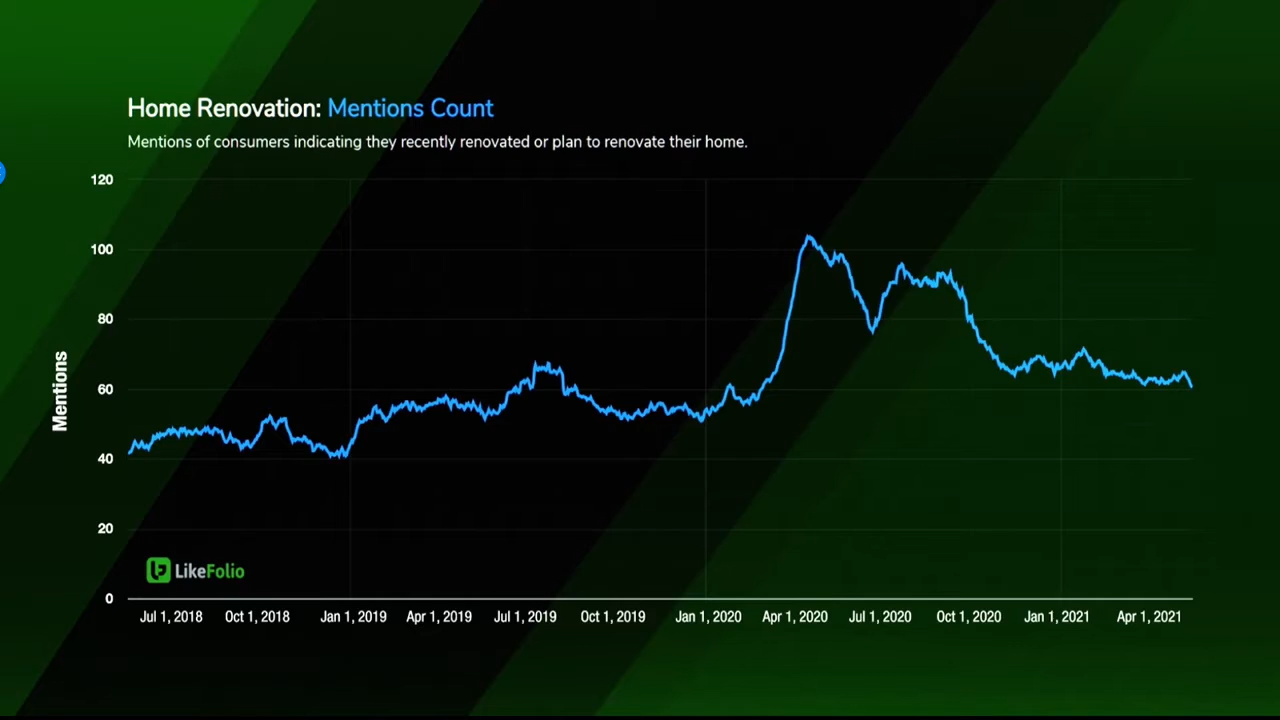 Home Renovation: Mentions Count
Mentions of consumers indicating they recently renovated or plan to renovate their home.
120
100
80
60
40
20
0
Mentions
LikeFolio
Jul 1, 2018 Oct 1, 2018 Jan 1, 2019 Apr 1, 2019 Jul 1, 2019 Oct 1, 2019 Jan 1, 2020 Apr 1, 2020 Jul 1, 2020 Oct 1, 2020 Jan 1, 2021 Apr 1, 2021